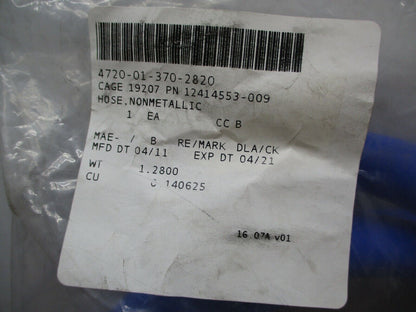 4720-01-370-2820
CAGE 19207 PN 12414553-009
HOSE,NONMETALLIC
1 EA CC B
MAE- / B RE/MARK DLA/CK
MFD DT 04/11 EXP DT 04/21
WT 1.2800
CU 0.140625
16 07A v01